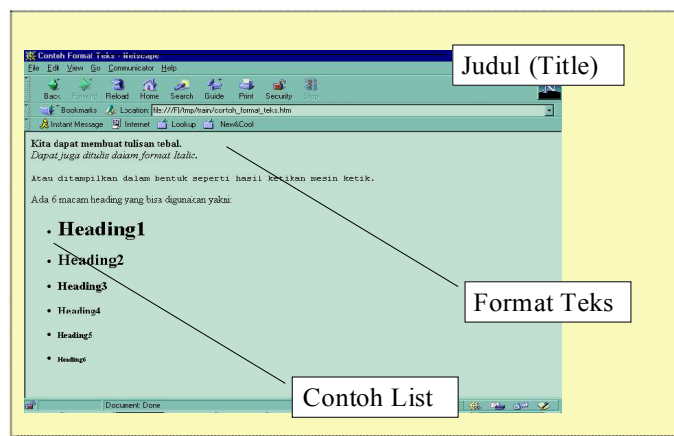 Contoh Format Teks - Netscape
Judul (Title)
File Edit View Go Communicator Help
Back Forward Reload Home Search Guide Print Security Stop
N
Bookmarks Location: file:///F|/tmp/train/contoh_format_teks.htm
Instant Message Internet Lookup New&Cool
Kita dapat membuat tulisan tebal.
Dapat juga ditulis dalam format Italic.
Atau ditampilkan dalam bentuk seperti hasil ketikan mesin ketik.
Ada 6 macam heading yang bisa digunakan yakni:
• Heading1
• Heading2
• Heading3
Format Teks
• Heading4
• Heading5
• Heading6
Contoh List
Document: Done